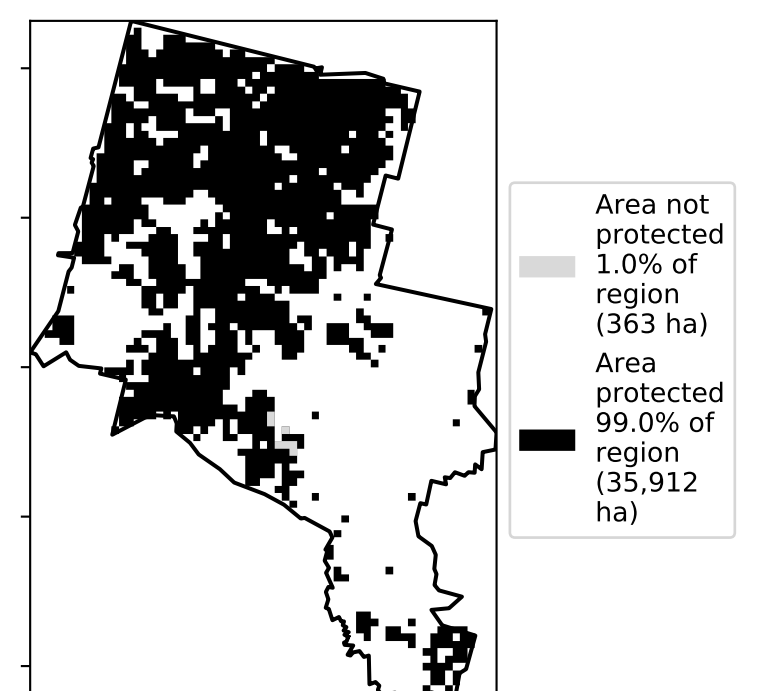 Area not
protected
1.0% of
region
(363 ha)
Area
protected
99.0% of
region
(35,912
ha)